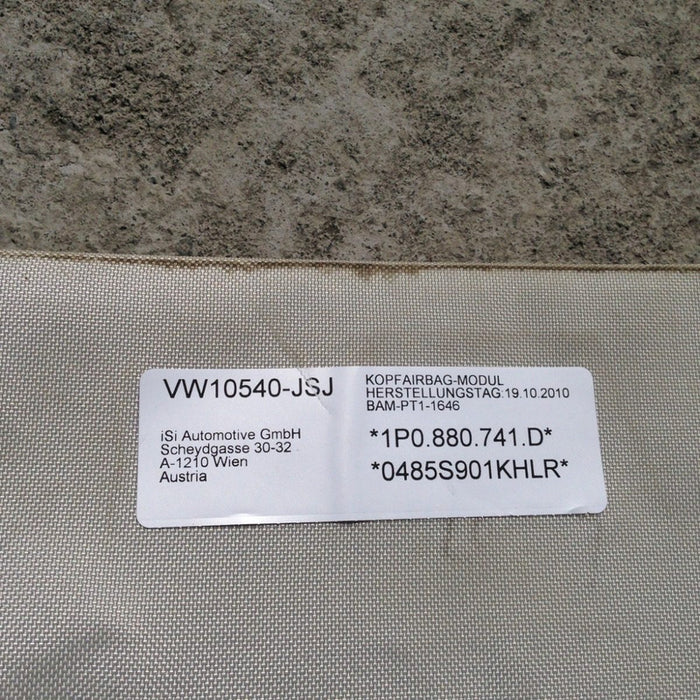 VW10540-JSJ
iSi Automotive GmbH
Scheydgasse 30-32
A-1210 Wien
Austria
KOPFAIRBAG-MODUL
HERSTELLUNGSTAG:19.10.2010
BAM-PT1-1646
*1P0.880.741.D*
*0485S901KHLR*